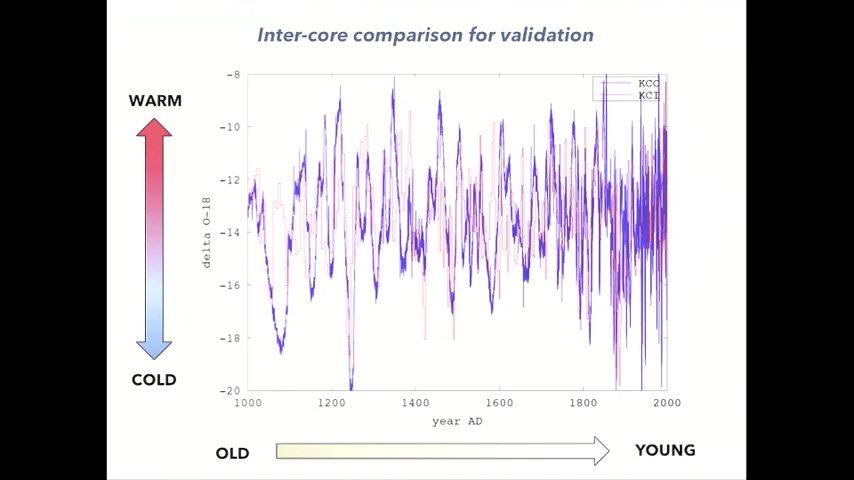 Inter-core comparison for validation
WARM
COLD
-8
-10
-12
-14
-16
-18
-20
delta O-18
KCC
KCI
1000
1200
1400
1600
1800
2000
year AD
OLD
YOUNG